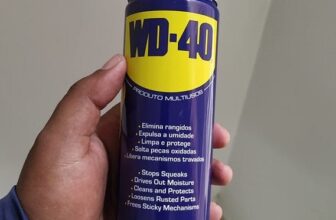 WD-40
PRODUTO MULTIUSOS
• Elimina rangidos
• Expulsa a umidade
• Limpa e protege
• Solta peças oxidadas
• Libera mecanismos travados
• Stops Squeaks
• Drives Out Moisture
• Cleans and Protects
• Loosens Rusted Parts
• Frees Sticky Mechanisms